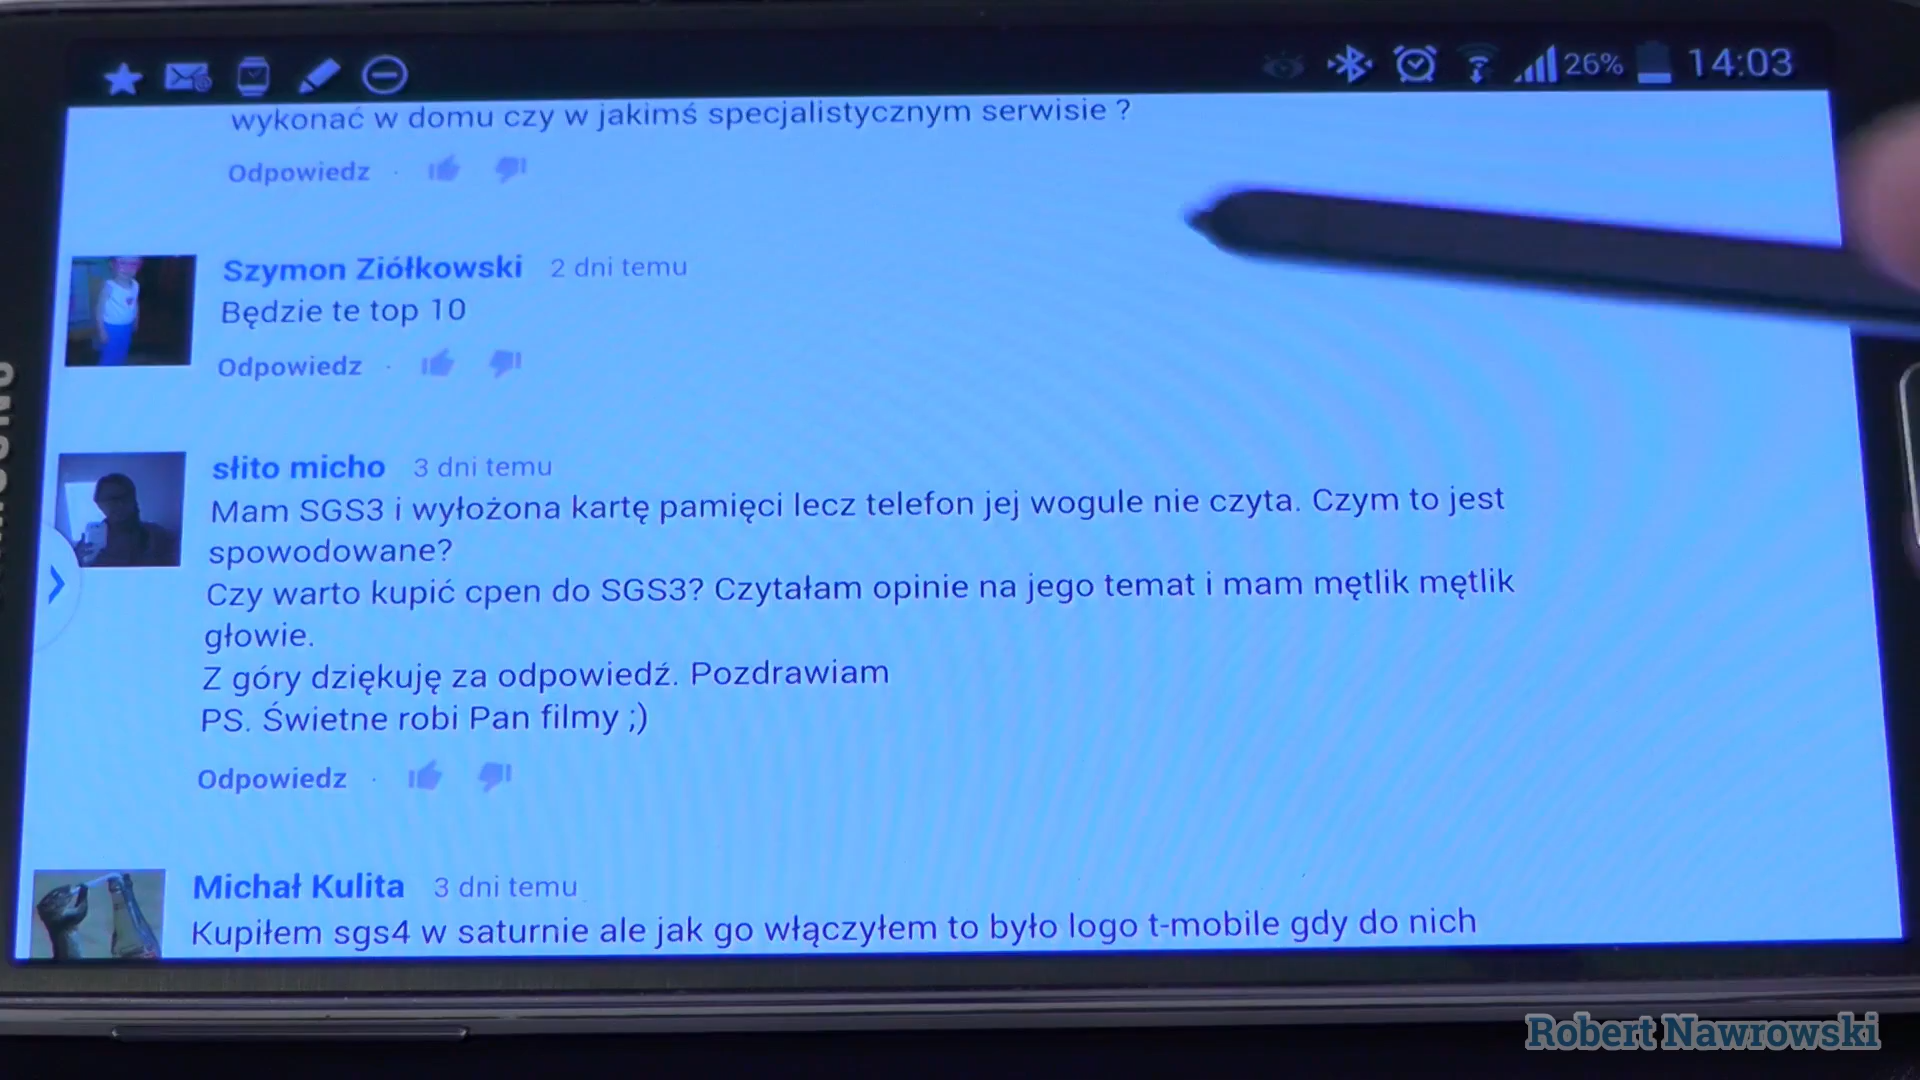 26% 14:03
wykonać w domu czy w jakimś specjalistycznym serwisie ?
Odpowiedz ·
Szymon Ziółkowski 2 dni temu
Będzie te top 10
Odpowiedz ·
słito micho 3 dni temu
Mam SGS3 i wyłożona kartę pamięci lecz telefon jej wogule nie czyta. Czym to jest
spowodowane?
Czy warto kupić cpen do SGS3? Czytałam opinie na jego temat i mam mętlik mętlik
głowie.
Z góry dziękuję za odpowiedź. Pozdrawiam
PS. Świetne robi Pan filmy ;)
Odpowiedz ·
Michał Kulita 3 dni temu
Kupiłem sgs4 w saturnie ale jak go włączyłem to było logo t-mobile gdy do nich
Robert Nawrowski